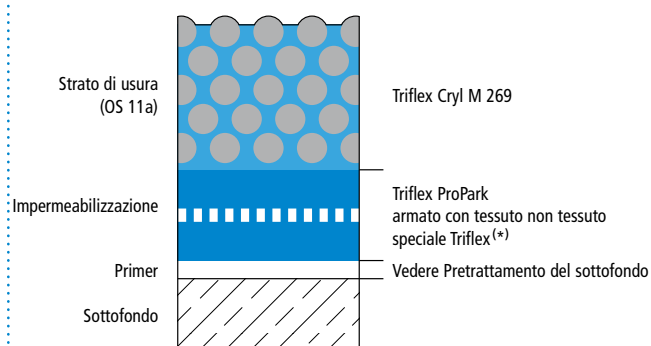 Strato di usura
(OS 11a)
Triflex Cryl M 269
Impermeabilizzazione
Triflex ProPark
armato con tessuto non tessuto
speciale Triflex(*)
Primer
Vedere Pretrattamento del sottofondo
Sottofondo